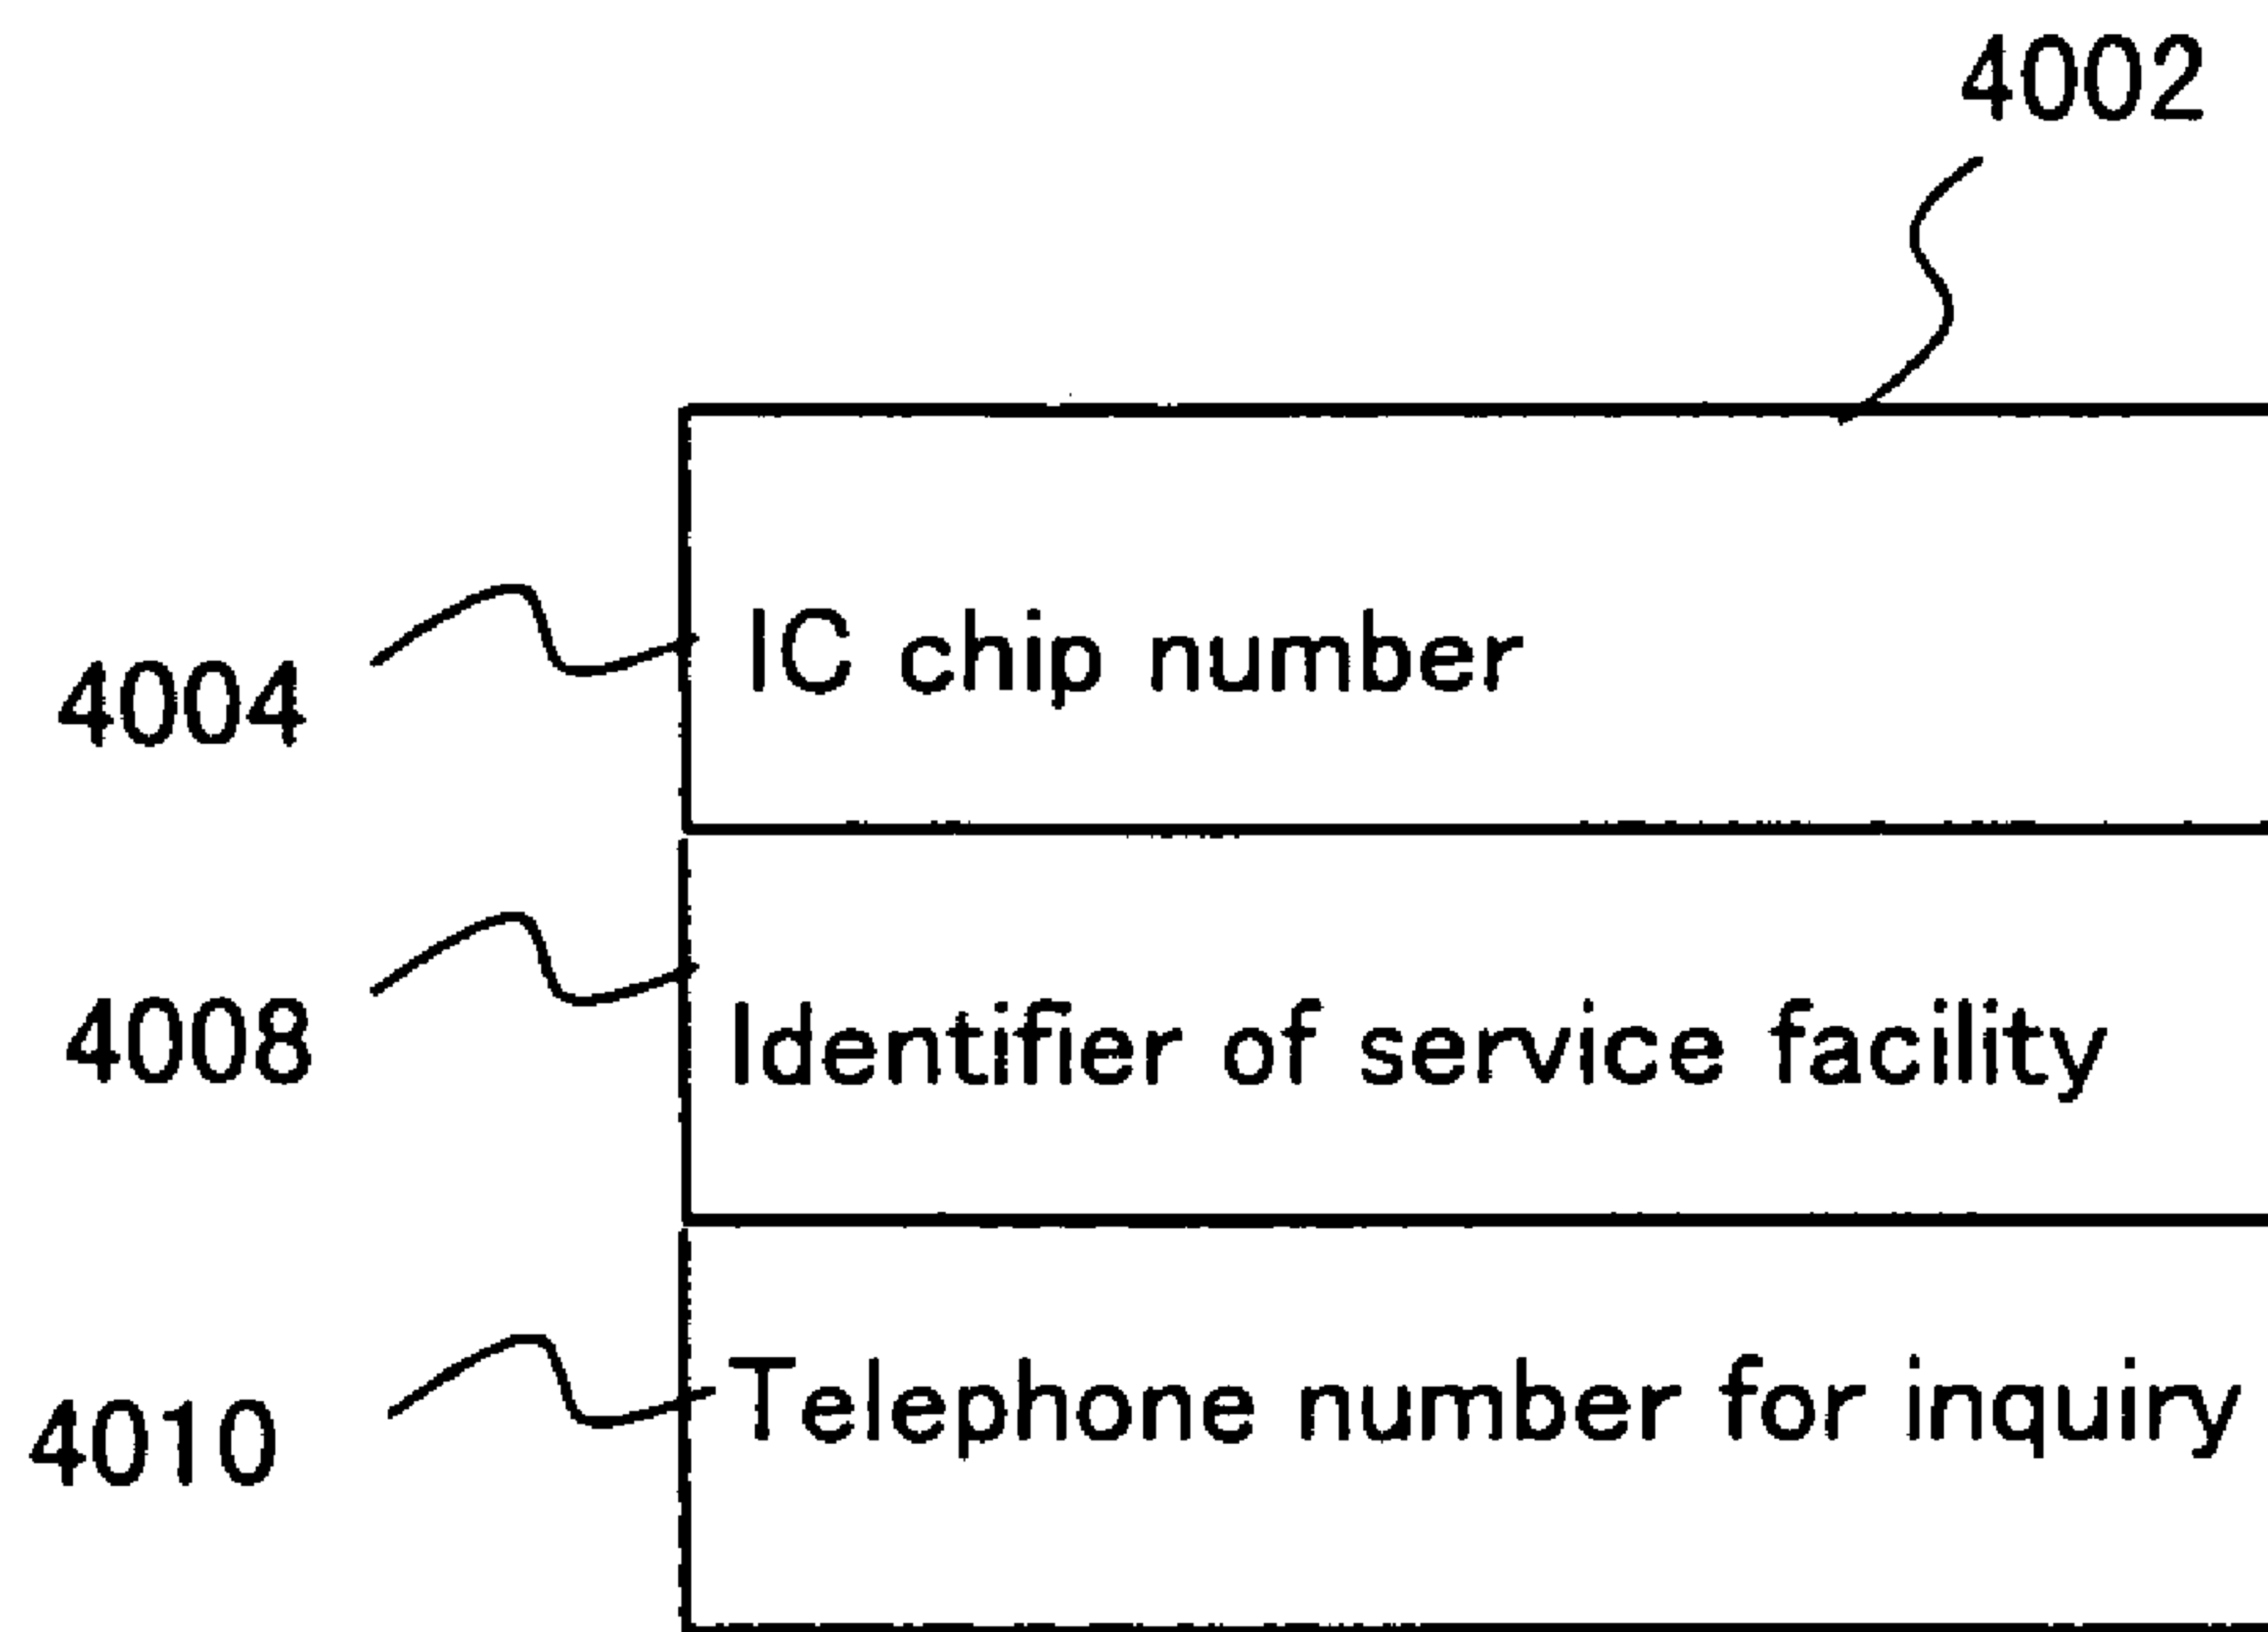 4002
4004 IC chip number
4008 Identifier of service facility
4010 Telephone number for inquiry